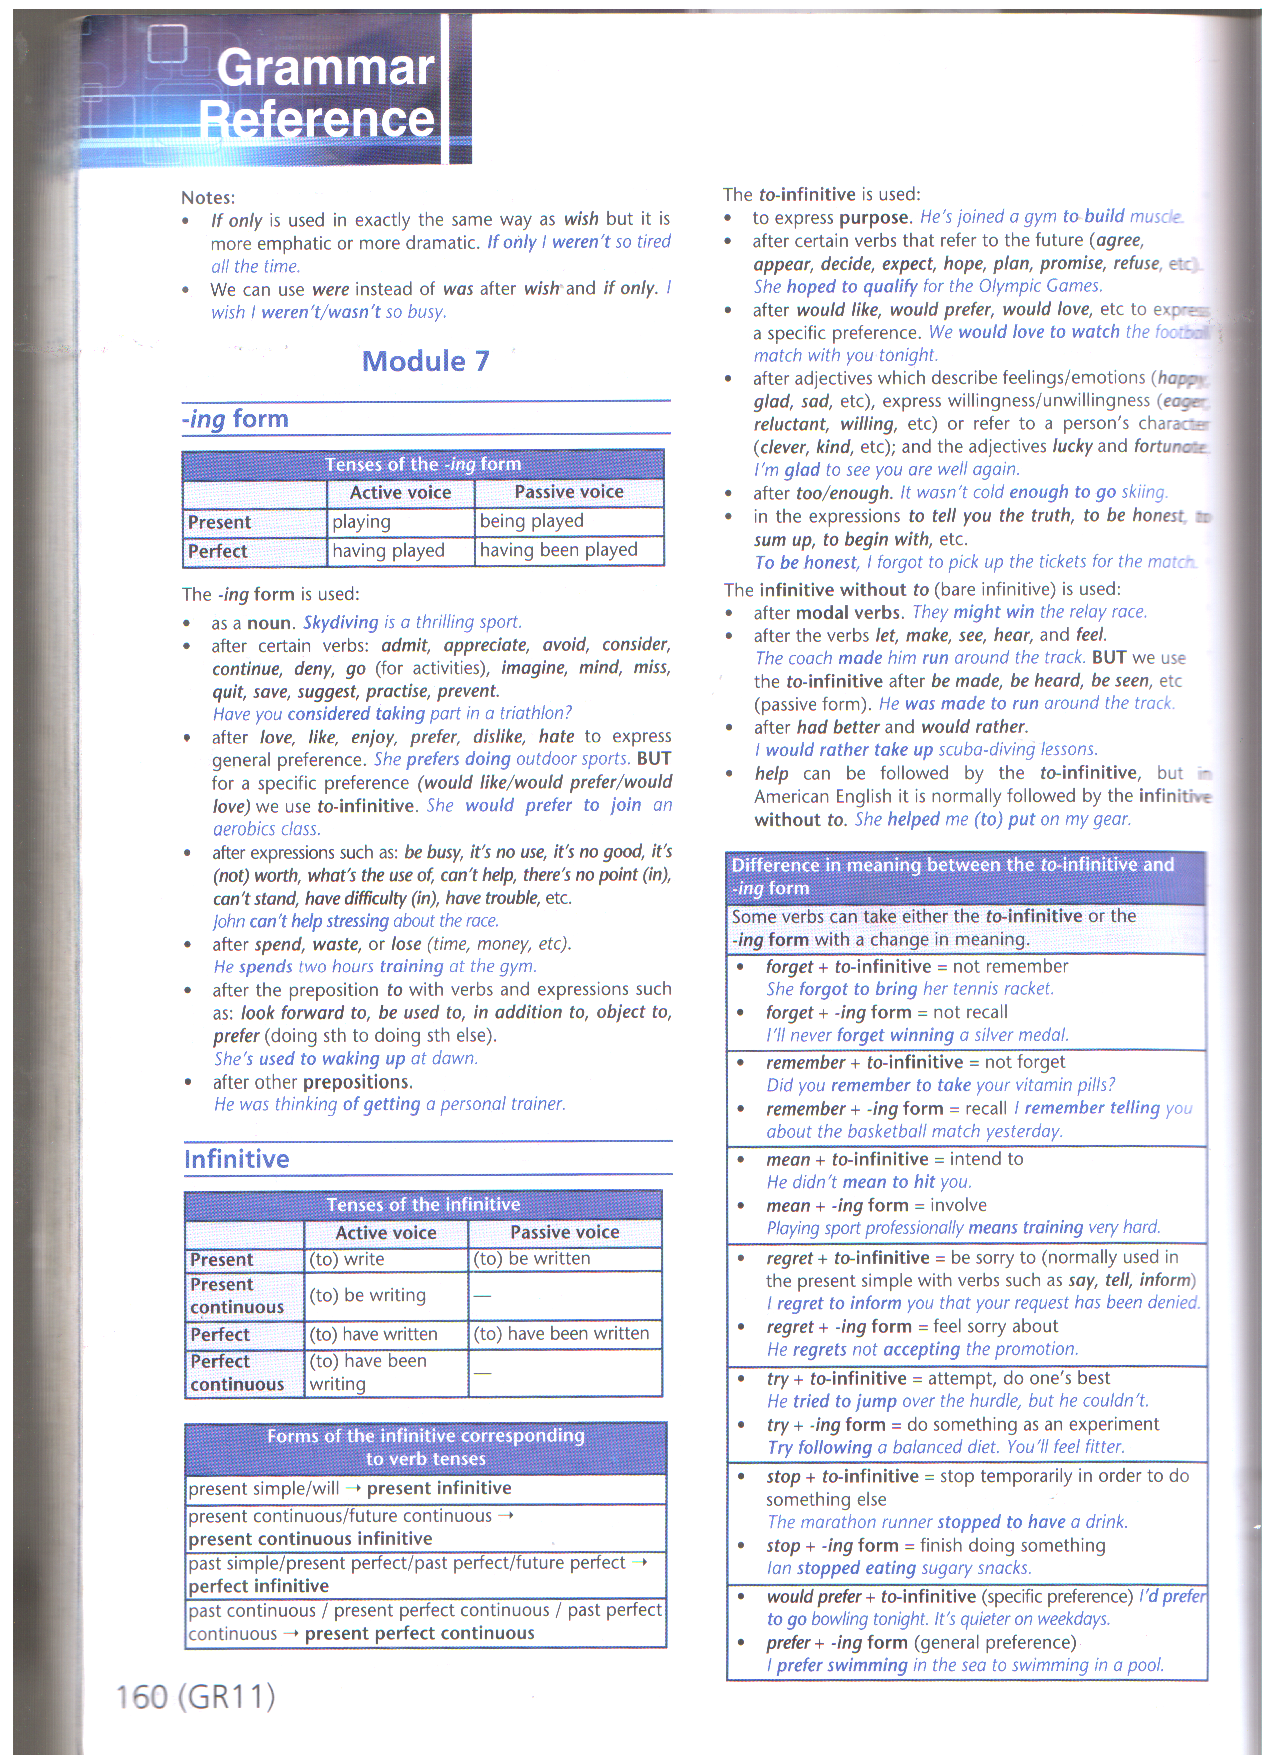 Grammar
Reference
Notes:
• If only is used in exactly the same way as wish but it is
more emphatic or more dramatic. If only I weren't so tired
all the time.
• We can use were instead of was after wish and if only. I
wish I weren't/wasn't so busy.
Module 7
-ing form
Tenses of the -ing form
Active voice Passive voice
Present playing being played
Perfect having played having been played
The -ing form is used:
• as a noun. Skydiving is a thrilling sport.
• after certain verbs: admit, appreciate, avoid, consider,
continue, deny, go (for activities), imagine, mind, miss,
quit, save, suggest, practise, prevent.
Have you considered taking part in a triathlon?
• after love, like, enjoy, prefer, dislike, hate to express
general preference. She prefers doing outdoor sports. BUT
for a specific preference (would like/would prefer/would
love) we use to-infinitive. She would prefer to join an
aerobics class.
• after expressions such as: be busy, it's no use, it's no good, it's
(not) worth, what's the use of, can't help, there's no point (in),
can't stand, have difficulty (in), have trouble, etc.
John can't help stressing about the race.
• after spend, waste, or lose (time, money, etc).
He spends two hours training at the gym.
• after the preposition to with verbs and expressions such
as: look forward to, be used to, in addition to, object to,
prefer (doing sth to doing sth else).
She's used to waking up at dawn.
• after other prepositions.
He was thinking of getting a personal trainer.
Infinitive
Tenses of the infinitive
Active voice Passive voice
Present (to) write (to) be written
Present
continuous (to) be writing —
Perfect (to) have written (to) have been written
Perfect (to) have been
continuous writing —
Forms of the infinitive corresponding
to verb tenses
present simple/will → present infinitive
present continuous/future continuous →
present continuous infinitive
past simple/present perfect/past perfect/future perfect →
perfect infinitive
past continuous / present perfect continuous / past perfect
continuous → present perfect continuous
160 (GR11)
The to-infinitive is used:
• to express purpose. He's joined a gym to build muscle.
• after certain verbs that refer to the future (agree,
appear, decide, expect, hope, plan, promise, refuse, etc).
She hoped to qualify for the Olympic Games.
• after would like, would prefer, would love, etc to express
a specific preference. We would love to watch the football
match with you tonight.
• after adjectives which describe feelings/emotions (happy,
glad, sad, etc), express willingness/unwillingness (eager,
reluctant, willing, etc) or refer to a person's character
(clever, kind, etc); and the adjectives lucky and fortunate.
I'm glad to see you are well again.
• after too/enough. It wasn't cold enough to go skiing.
• in the expressions to tell you the truth, to be honest, to
sum up, to begin with, etc.
To be honest, I forgot to pick up the tickets for the match.
The infinitive without to (bare infinitive) is used:
• after modal verbs. They might win the relay race.
• after the verbs let, make, see, hear, and feel.
The coach made him run around the track. BUT we use
the to-infinitive after be made, be heard, be seen, etc
(passive form). He was made to run around the track.
• after had better and would rather.
I would rather take up scuba-diving lessons.
• help can be followed by the to-infinitive, but in
American English it is normally followed by the infinitive
without to. She helped me (to) put on my gear.
Difference in meaning between the to-infinitive and
-ing form
Some verbs can take either the to-infinitive or the
-ing form with a change in meaning.
• forget + to-infinitive = not remember
She forgot to bring her tennis racket.
• forget + -ing form = not recall
I'll never forget winning a silver medal.
• remember + to-infinitive = not forget
Did you remember to take your vitamin pills?
• remember + -ing form = recall I remember telling you
about the basketball match yesterday.
• mean + to-infinitive = intend to
He didn't mean to hit you.
• mean + -ing form = involve
Playing sport professionally means training very hard.
• regret + to-infinitive = be sorry to (normally used in
the present simple with verbs such as say, tell, inform)
I regret to inform you that your request has been denied.
• regret + -ing form = feel sorry about
He regrets not accepting the promotion.
• try + to-infinitive = attempt, do one's best
He tried to jump over the hurdle, but he couldn't.
• try + -ing form = do something as an experiment
Try following a balanced diet. You'll feel fitter.
• stop + to-infinitive = stop temporarily in order to do
something else
The marathon runner stopped to have a drink.
• stop + -ing form = finish doing something
Ian stopped eating sugary snacks.
• would prefer + to-infinitive (specific preference) I'd prefer
to go bowling tonight. It's quieter on weekdays.
• prefer + -ing form (general preference)
I prefer swimming in the sea to swimming in a pool.